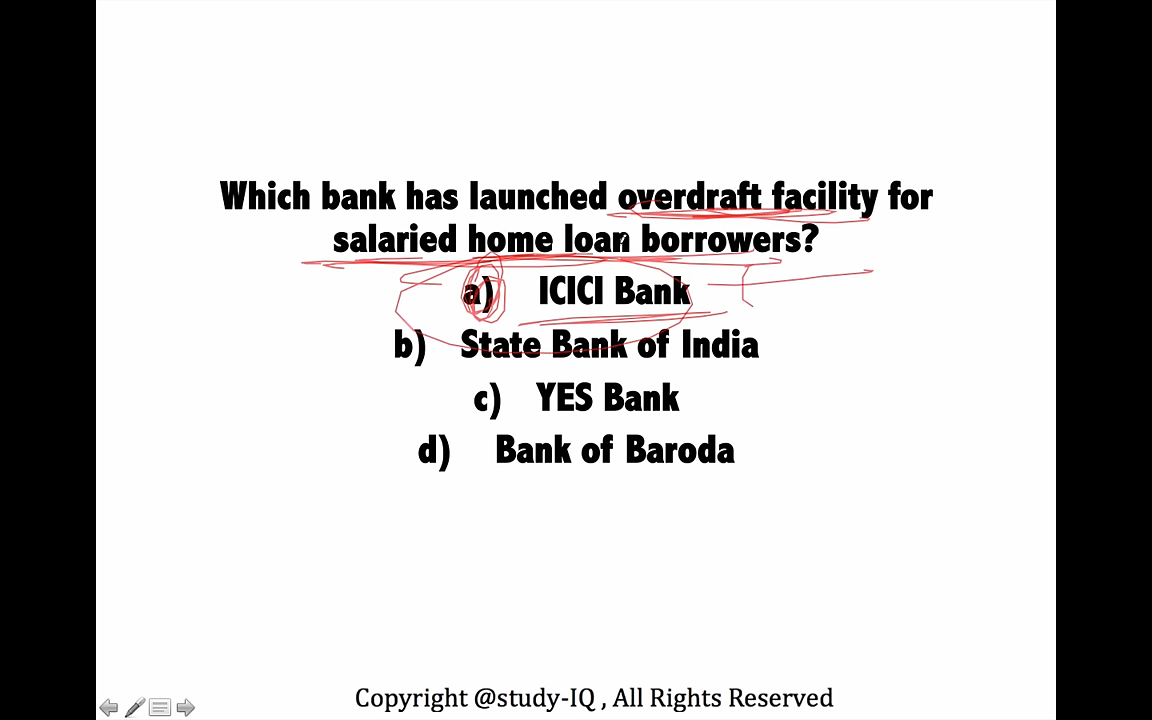 Which bank has launched overdraft facility for
salaried home loan borrowers?
a) ICICI Bank
b) State Bank of India
c) YES Bank
d) Bank of Baroda
Copyright @study-IQ , All Rights Reserved